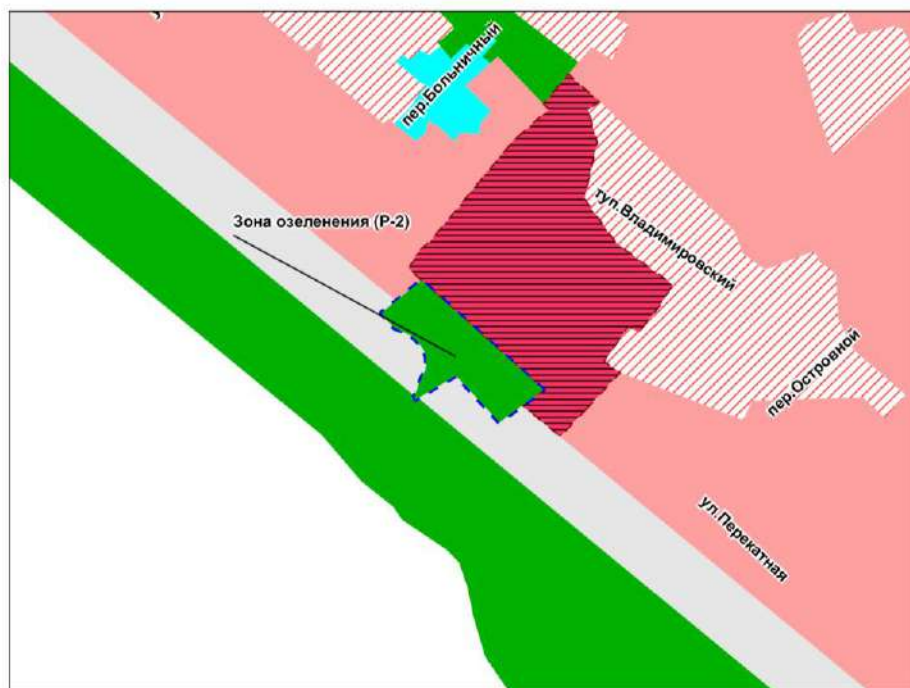 пер.Больничный
Зона озеленения (Р-2)
туп.Владимировский
пер.Островной
ул.Перекатная